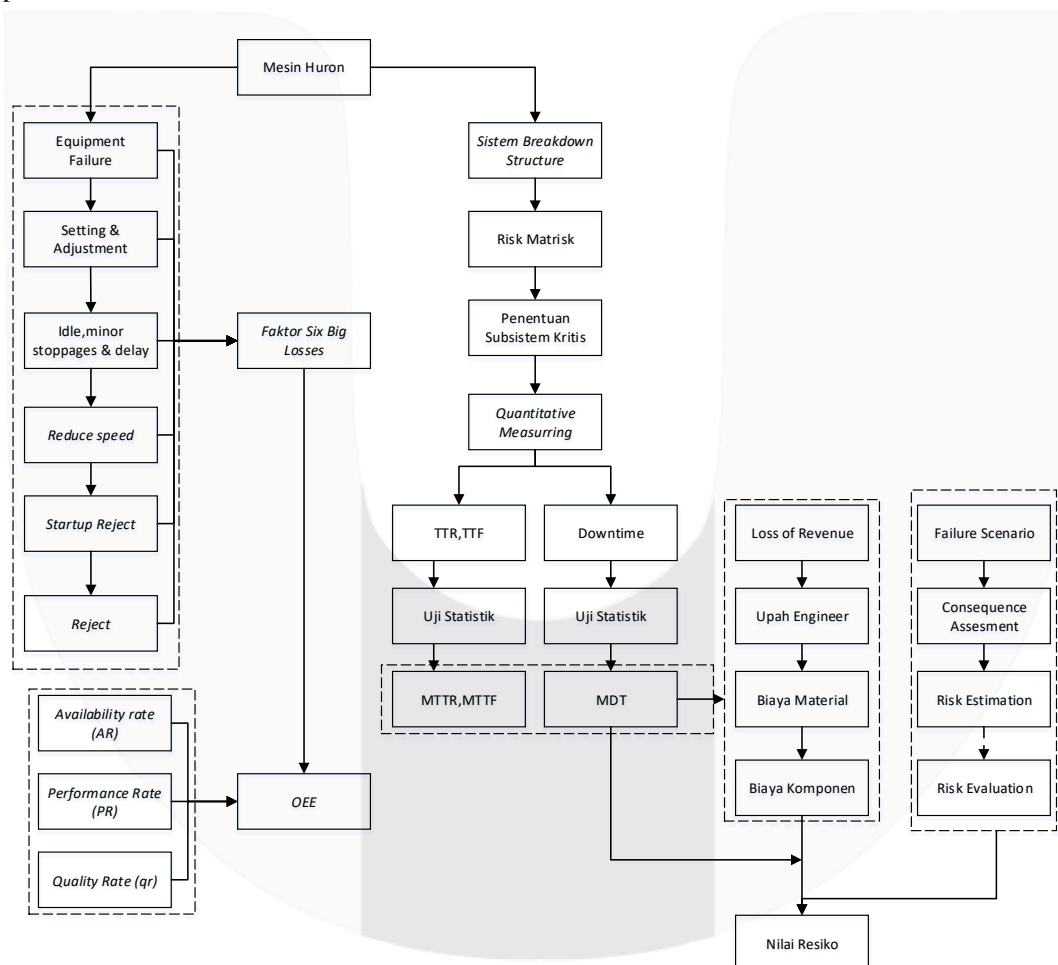 Mesin Huron
Equipment
Failure
Setting &
Adjustment
Idle,minor
stoppages & delay
Reduce speed
Startup Reject
Reject
Faktor Six Big
Losses
Availability rate
(AR)
Performance Rate
(PR)
Quality Rate (qr)
OEE
Sistem Breakdown
Structure
Risk Matrisk
Penentuan
Subsistem Kritis
Quantitative
Measurring
TTR,TTF
Uji Statistik
MTTR,MTTF
Downtime
Uji Statistik
MDT
Loss of Revenue
Upah Engineer
Biaya Material
Biaya Komponen
Failure Scenario
Consequence
Assesment
Risk Estimation
Risk Evaluation
Nilai Resiko